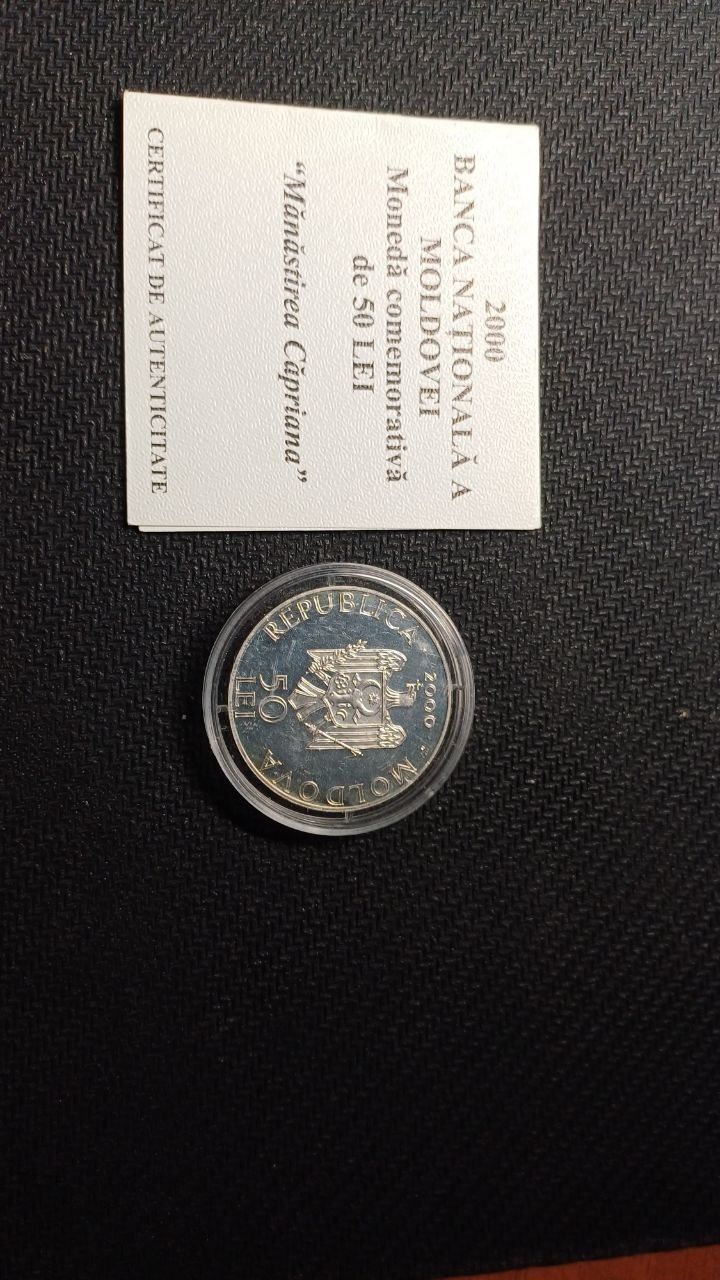 2000
BANCA NAȚIONALĂ A
MOLDOVEI
Monedă comemorativă
de 50 LEI
“Mănăstirea Căpriana”
CERTIFICAT DE AUTENTICITATE
2000
REPUBLICA MOLDOVA
50
LEI